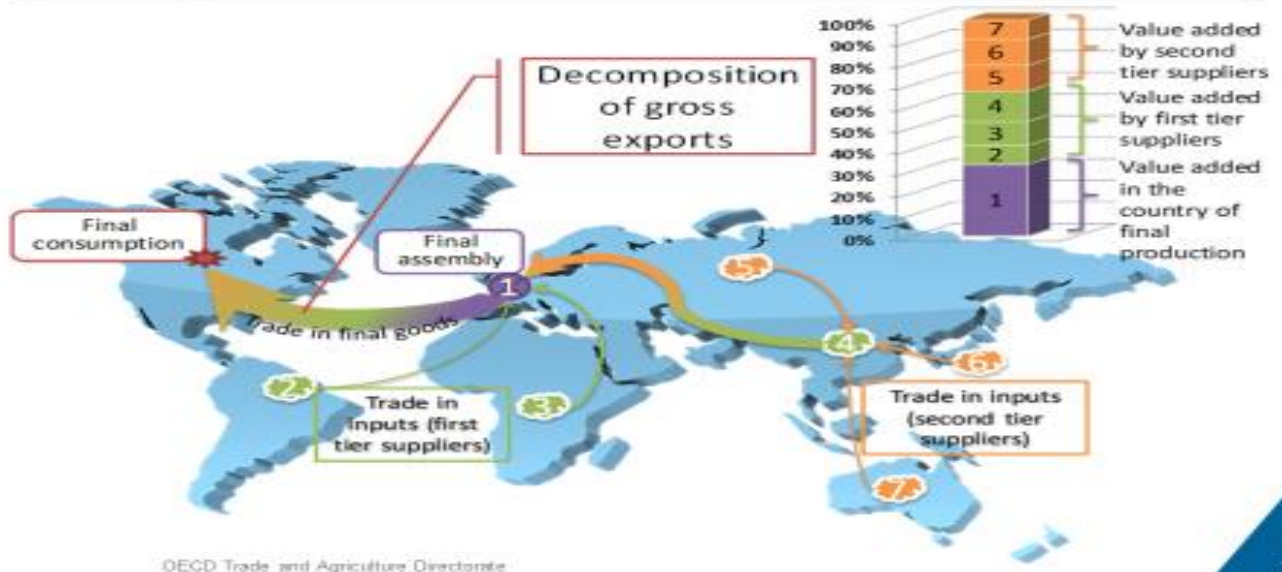 100%
90%
80%
70%
60%
50%
40%
30%
20%
10%
0%
7
6
5
4
3
2
1
Value added
by second
tier suppliers
Value added
by first tier
suppliers
Value added
in the
country of
final
production
Decomposition
of gross
exports
Final
consumption
Final
assembly
1
Trade in final goods
2
3
4
5
6
7
Trade in
Inputs (first
tier suppliers)
Trade in inputs
(second tier
suppliers)
OECD Trade and Agriculture Directorate